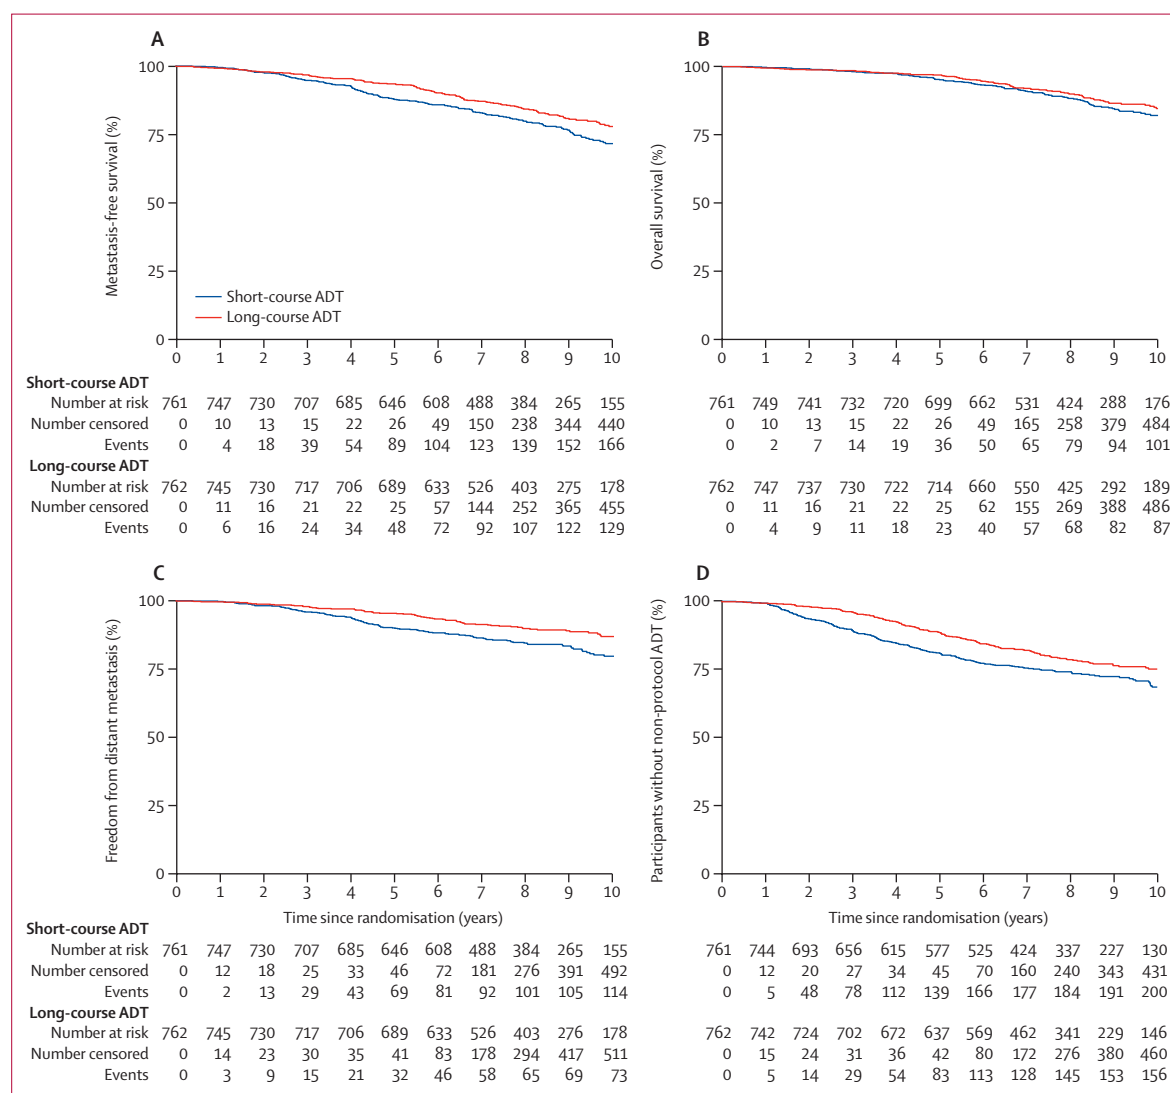 A
Metastasis-free survival (%)
100
75
50
25
0
Short-course ADT
Long-course ADT
0 1 2 3 4 5 6 7 8 9 10
B
Overall survival (%)
100
75
50
25
0
0 1 2 3 4 5 6 7 8 9 10
Short-course ADT
Number at risk 761 747 730 707 685 646 608 488 384 265 155 761 749 741 732 720 699 662 531 424 288 176
Number censored 0 10 13 15 22 26 49 150 238 344 440 0 10 13 15 22 26 49 165 258 379 484
Events 0 4 18 39 54 89 104 123 139 152 166 0 2 7 14 19 36 50 65 79 94 101
Long-course ADT
Number at risk 762 745 730 717 706 689 633 526 403 275 178 762 747 737 730 722 714 660 550 425 292 189
Number censored 0 11 16 21 22 25 57 144 252 365 455 0 11 16 21 22 25 62 155 269 388 486
Events 0 6 16 24 34 48 72 92 107 122 129 0 4 9 11 18 23 40 57 68 82 87
C
Freedom from distant metastasis (%)
100
75
50
25
0
0 1 2 3 4 5 6 7 8 9 10
Time since randomisation (years)
D
Participants without non-protocol ADT (%)
100
75
50
25
0
0 1 2 3 4 5 6 7 8 9 10
Time since randomisation (years)
Short-course ADT
Number at risk 761 747 730 707 685 646 608 488 384 265 155 761 744 693 656 615 577 525 424 337 227 130
Number censored 0 12 18 25 33 46 72 181 276 391 492 0 12 20 27 34 45 70 160 240 343 431
Events 0 2 13 29 43 69 81 92 101 105 114 0 5 48 78 112 139 166 177 184 191 200
Long-course ADT
Number at risk 762 745 730 717 706 689 633 526 403 276 178 762 742 724 702 672 637 569 462 341 229 146
Number censored 0 14 23 30 35 41 83 178 294 417 511 0 15 24 31 36 42 80 172 276 380 460
Events 0 3 9 15 21 32 46 58 65 69 73 0 5 14 29 54 83 113 128 145 153 156